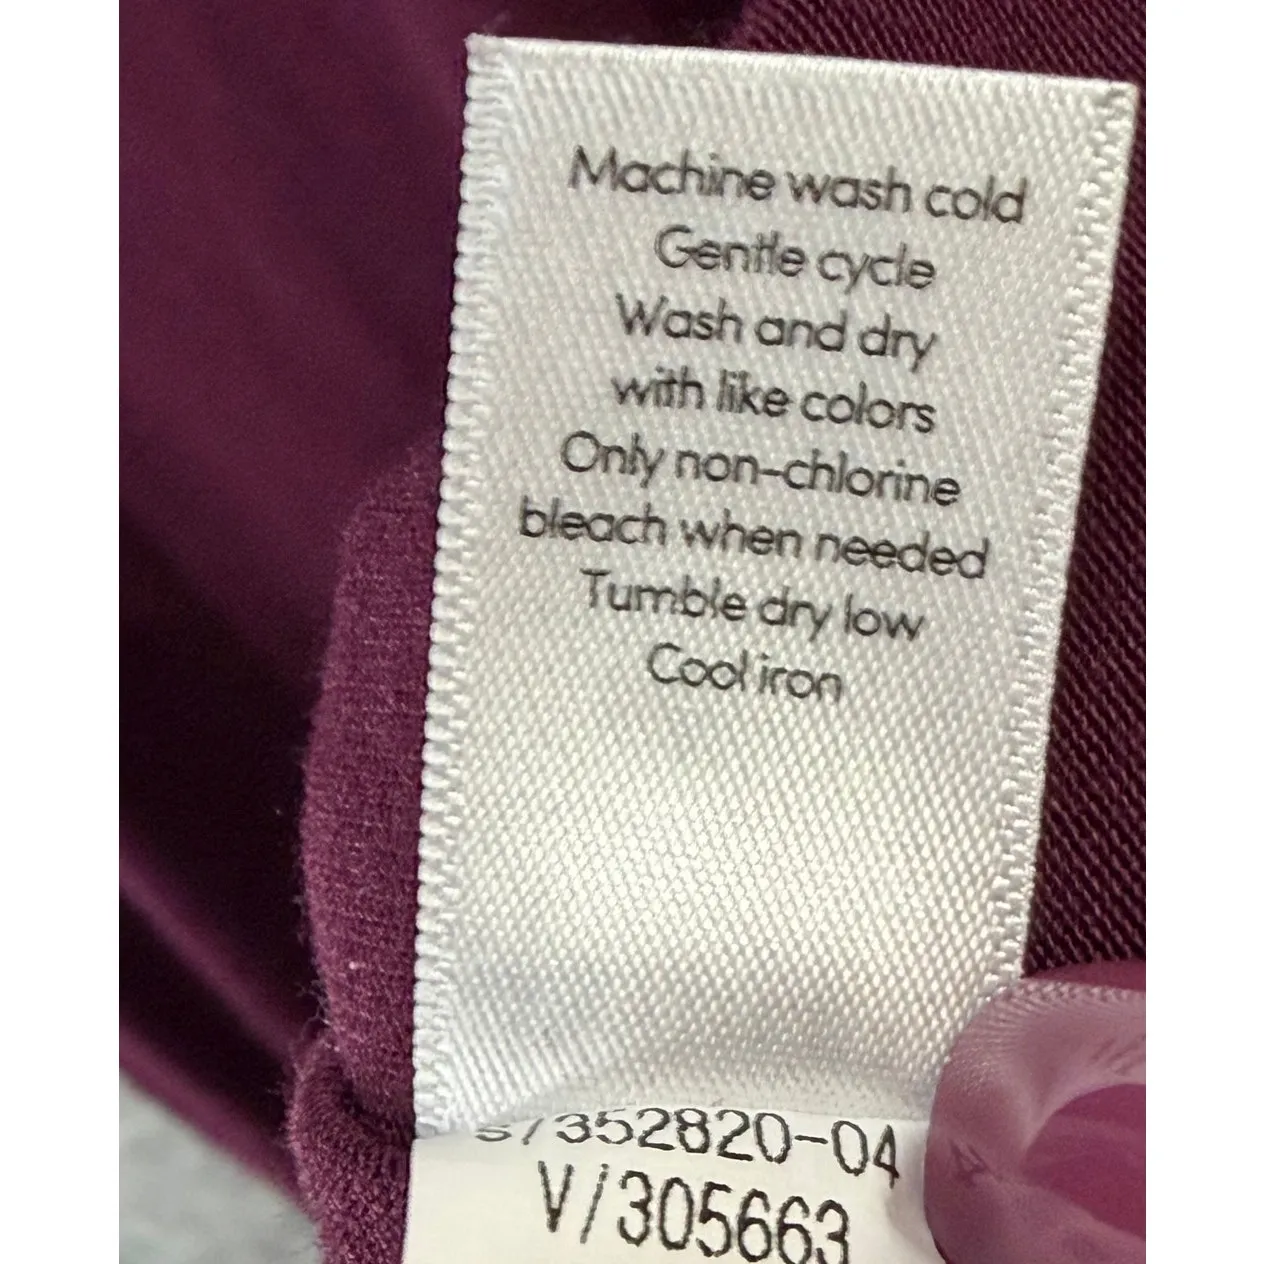 Machine wash cold
Gentle cycle
Wash and dry
with like colors
Only non-chlorine
bleach when needed
Tumble dry low
Cool iron
S/352820-04
V/305663